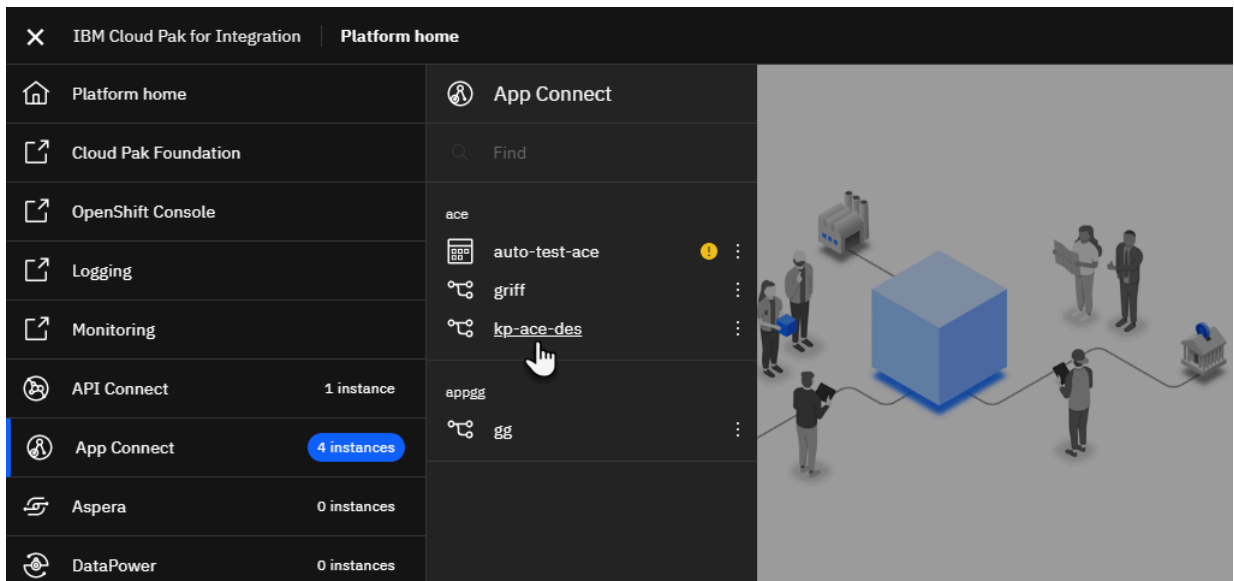 IBM Cloud Pak for Integration Platform home
Platform home
Cloud Pak Foundation
OpenShift Console
Logging
Monitoring
API Connect 1 instance
App Connect 4 instances
Aspera 0 instances
DataPower 0 instances
App Connect
Find
ace
auto-test-ace
griff
kp-ace-des
appgg
gg